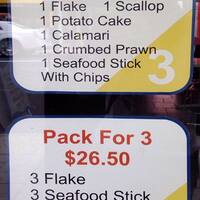 1 Flake 1 Scallop
1 Potato Cake
1 Calamari
1 Crumbed Prawn
1 Seafood Stick
With Chips
3
Pack For 3
$26.50
3 Flake
3 Seafood Stick